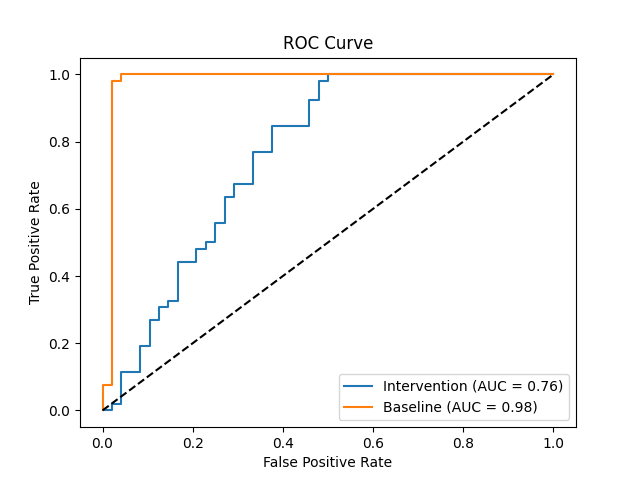 ROC Curve
True Positive Rate
1.0
0.8
0.6
0.4
0.2
0.0
Intervention (AUC = 0.76)
Baseline (AUC = 0.98)
0.0 0.2 0.4 0.6 0.8 1.0
False Positive Rate